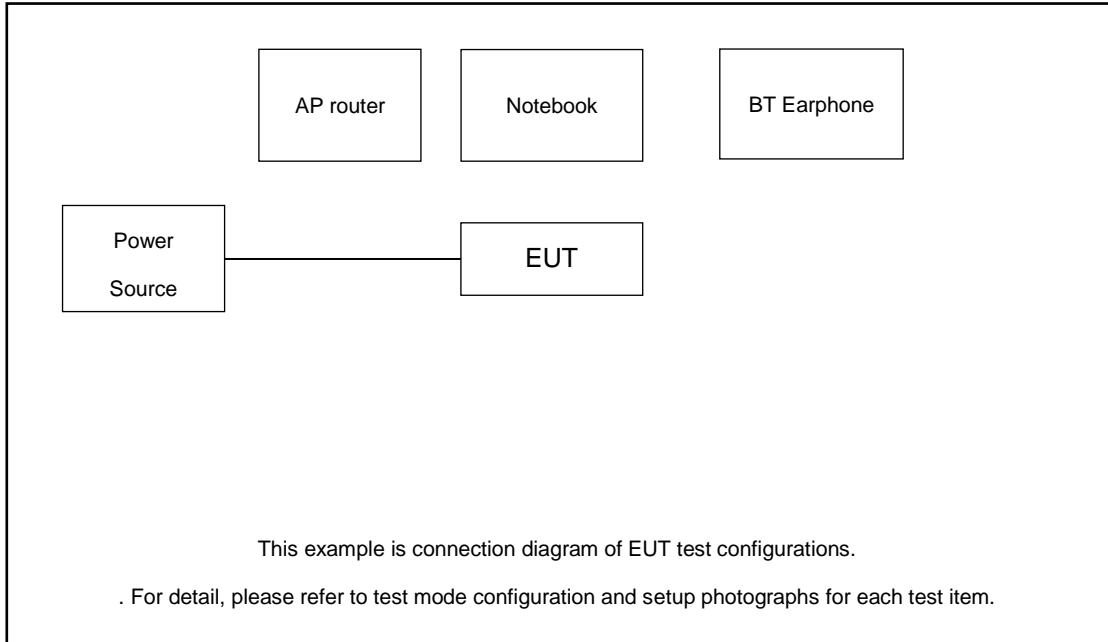 AP router
Notebook
BT Earphone
Power
Source
EUT
This example is connection diagram of EUT test configurations.
. For detail, please refer to test mode configuration and setup photographs for each test item.